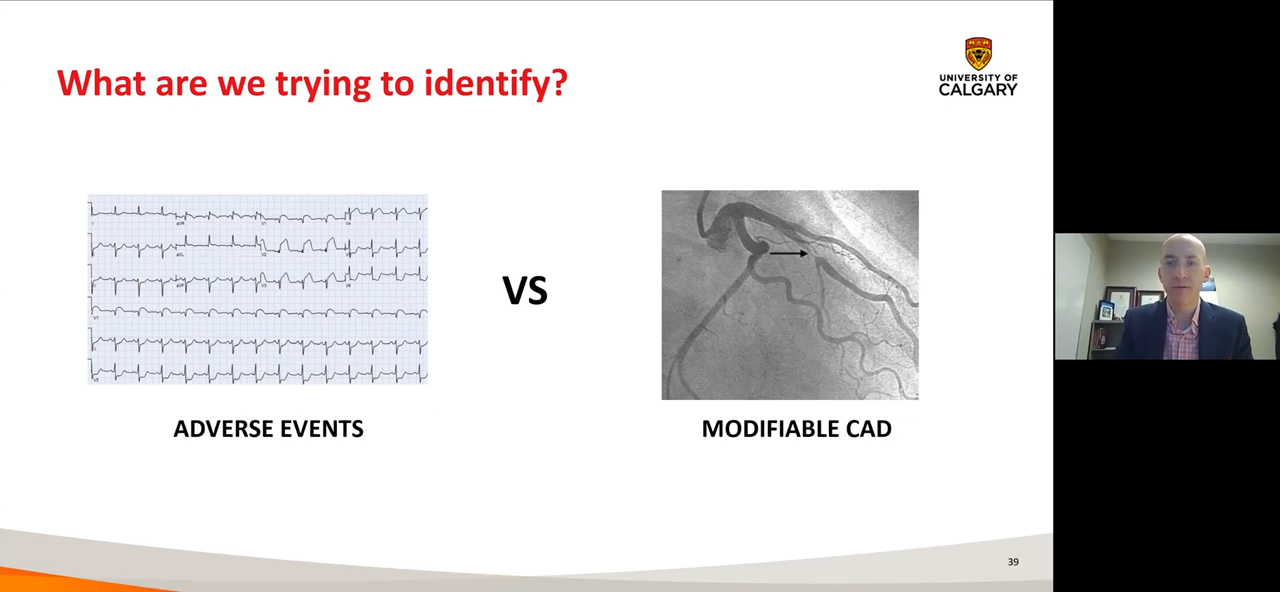 What are we trying to identify?
UNIVERSITY OF
CALGARY
VS
ADVERSE EVENTS
MODIFIABLE CAD
39